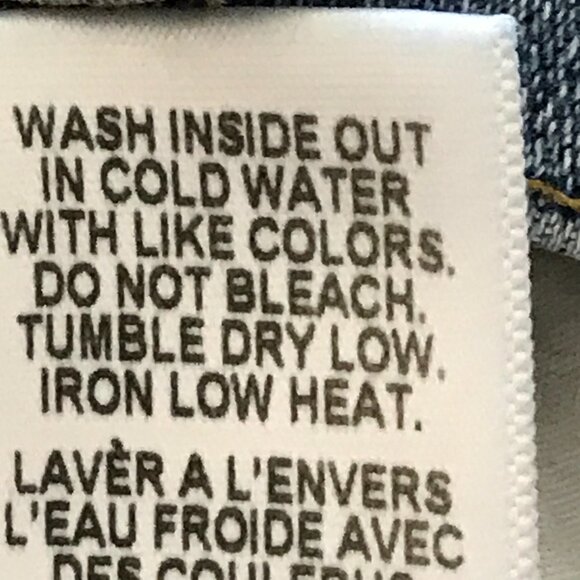 WASH INSIDE OUT
IN COLD WATER
WITH LIKE COLORS.
DO NOT BLEACH.
TUMBLE DRY LOW.
IRON LOW HEAT.
LAVÈR A L'ENVERS
L'EAU FROIDE AVEC
DES